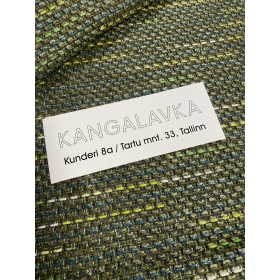 KANGALAVKA
Kunderi 8a / Tartu mnt. 33, Tallinn